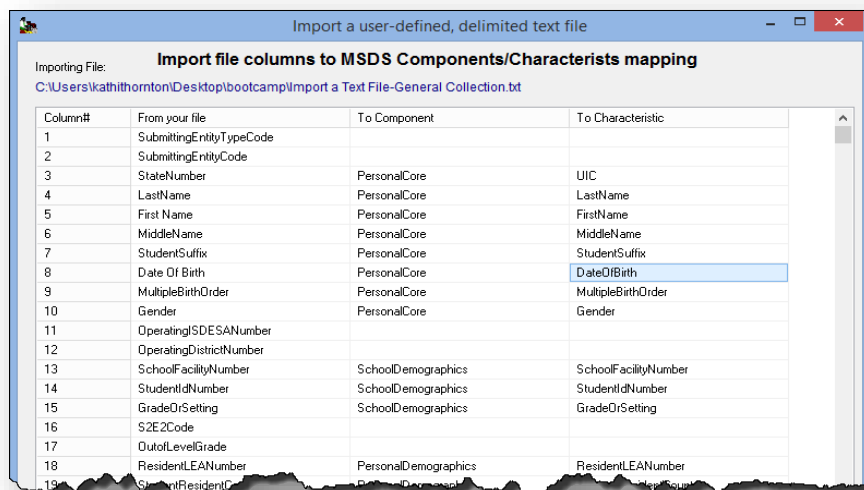 Import a user-defined, delimited text file
Import file columns to MSDS Components/Characterists mapping
Importing File:
C:\Users\kathithornton\Desktop\bootcamp\Import a Text File-General Collection.txt
Column# From your file To Component To Characteristic
1 SubmittingEntityTypeCode
2 SubmittingEntityCode
3 StateNumber PersonalCore UIC
4 LastName PersonalCore LastName
5 First Name PersonalCore FirstName
6 MiddleName PersonalCore MiddleName
7 StudentSuffix PersonalCore StudentSuffix
8 Date Of Birth PersonalCore DateOfBirth
9 MultipleBirthOrder PersonalCore MultipleBirthOrder
10 Gender PersonalCore Gender
11 OperatingISDESANumber
12 OperatingDistrictNumber
13 SchoolFacilityNumber SchoolDemographics SchoolFacilityNumber
14 StudentIdNumber SchoolDemographics StudentIdNumber
15 GradeOrSetting SchoolDemographics GradeOrSetting
16 S2E2Code
17 OutofLevelGrade
18 ResidentLEANumber PersonalDemographics ResidentLEANumber
19